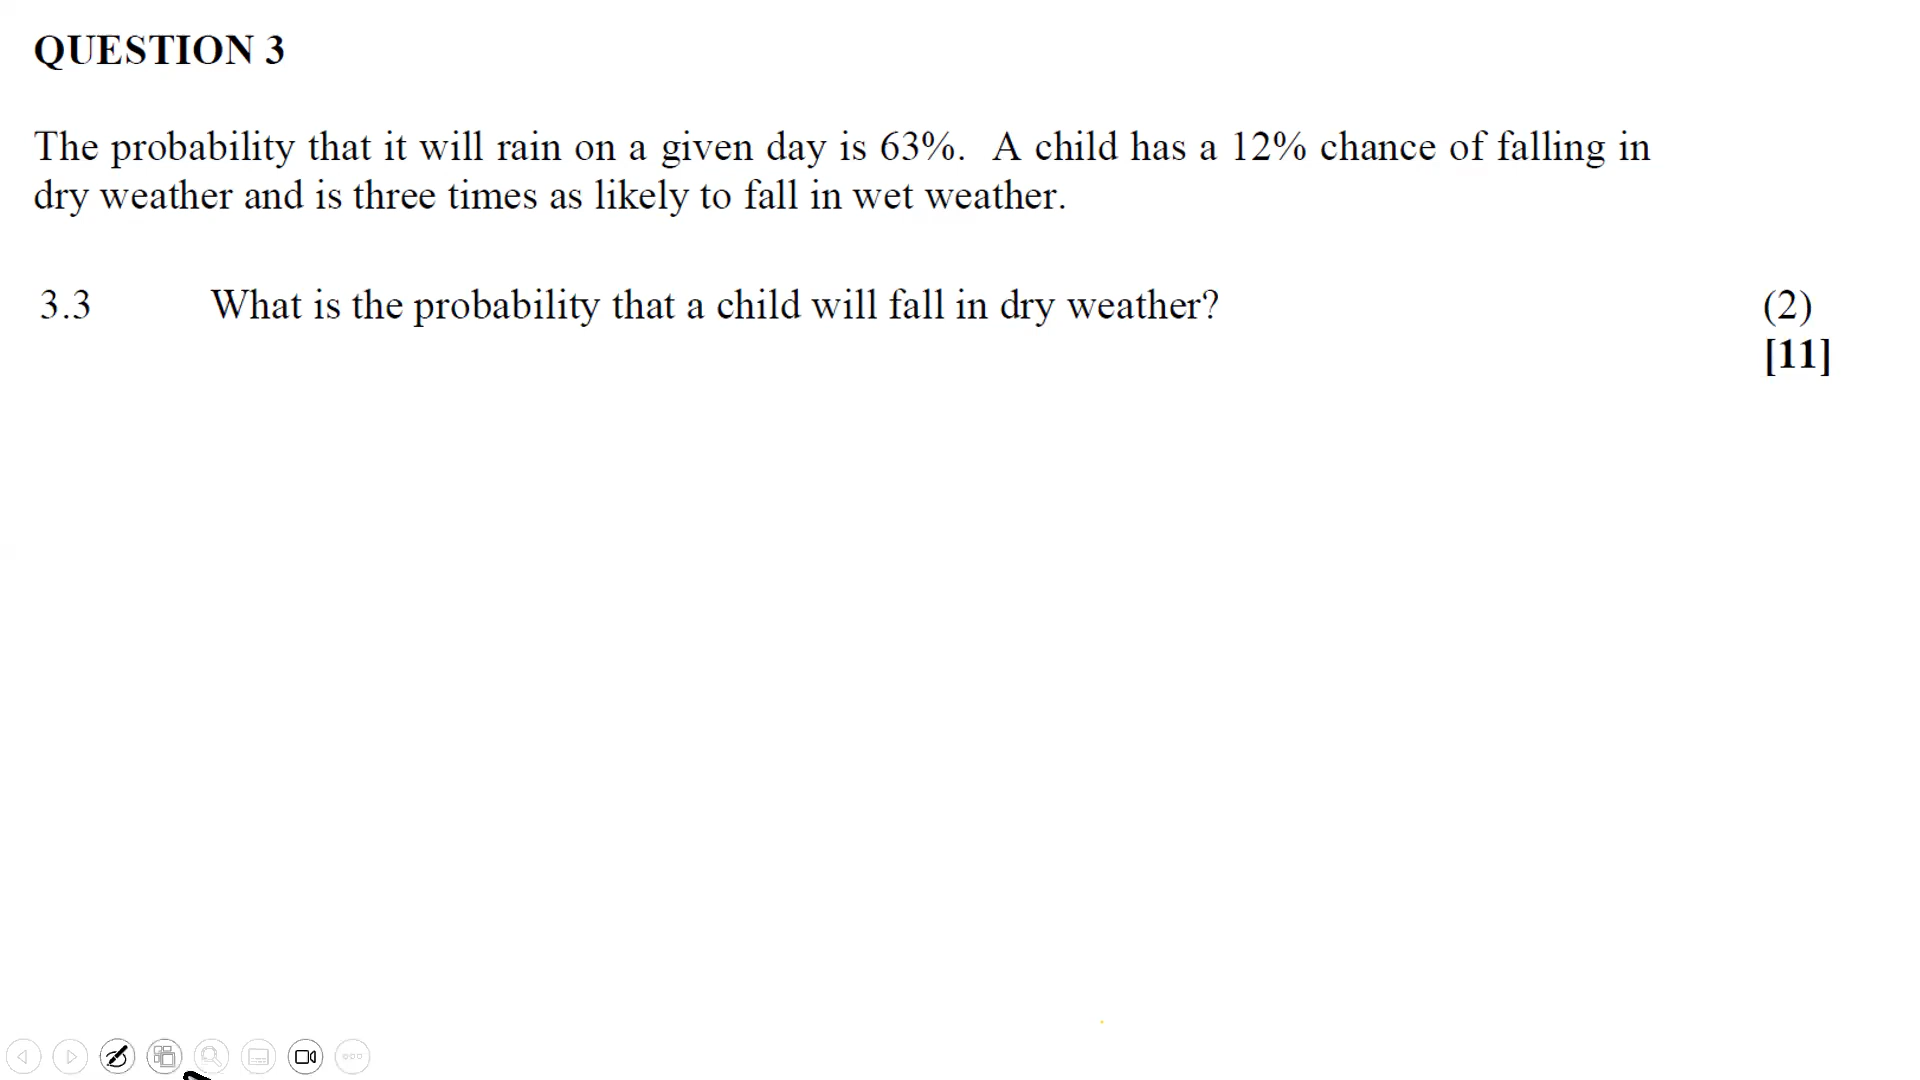 QUESTION 3
The probability that it will rain on a given day is 63%. A child has a 12% chance of falling in
dry weather and is three times as likely to fall in wet weather.
3.3 What is the probability that a child will fall in dry weather? (2)
[11]